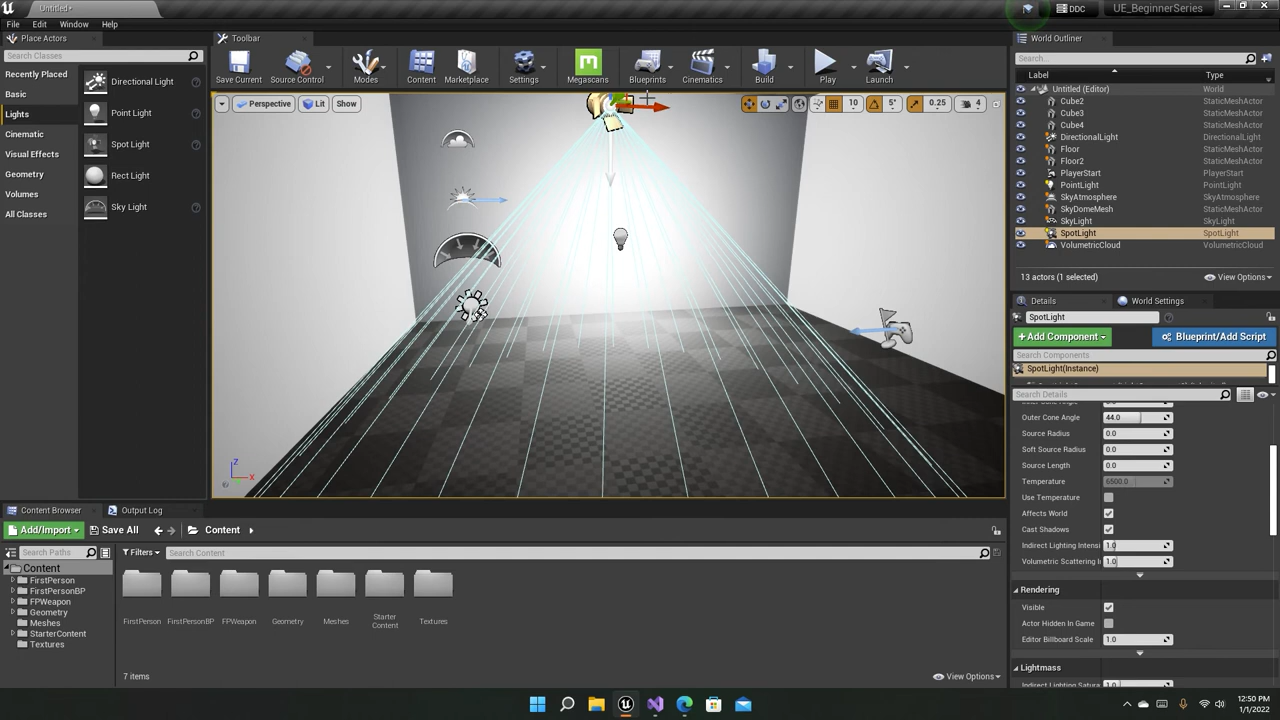 Untitled*
DDC
UE_BeginnerSeries
File Edit Window Help
Place Actors
Search Classes
Recently Placed
Basic
Lights
Cinematic
Visual Effects
Geometry
Volumes
All Classes
Directional Light
Point Light
Spot Light
Rect Light
Sky Light
Toolbar
Save Current
Source Control
Modes
Content
Marketplace
Settings
Megascans
Blueprints
Cinematics
Build
Play
Launch
Perspective Lit Show
10 5° 0.25 4
Z
X
World Outliner
Search...
Label Type
Untitled (Editor) World
Cube2 StaticMeshActor
Cube3 StaticMeshActor
Cube4 StaticMeshActor
DirectionalLight DirectionalLight
Floor StaticMeshActor
Floor2 StaticMeshActor
PlayerStart PlayerStart
PointLight PointLight
SkyAtmosphere SkyAtmosphere
SkyDomeMesh StaticMeshActor
SkyLight SkyLight
SpotLight SpotLight
VolumetricCloud VolumetricCloud
13 actors (1 selected) View Options
Details World Settings
SpotLight
+Add Component Blueprint/Add Script
Search Components
SpotLight(Instance)
Search Details
Outer Cone Angle 44.0
Source Radius 0.0
Soft Source Radius 0.0
Source Length 0.0
Temperature 6500.0
Use Temperature
Affects World
Cast Shadows
Indirect Lighting Intensi 1.0
Volumetric Scattering I 1.0
Rendering
Visible
Actor Hidden In Game
Editor Billboard Scale 1.0
Lightmass
Indirect Lighting Satura 1.0
Content Browser Output Log
Add/Import Save All Content
Search Paths Filters Search Content
Content
FirstPerson
FirstPersonBP
FPWeapon
Geometry
Meshes
StarterContent
Textures
FirstPerson FirstPersonBP FPWeapon Geometry Meshes Starter
Content Textures
7 items View Options
12:50 PM
1/1/2022